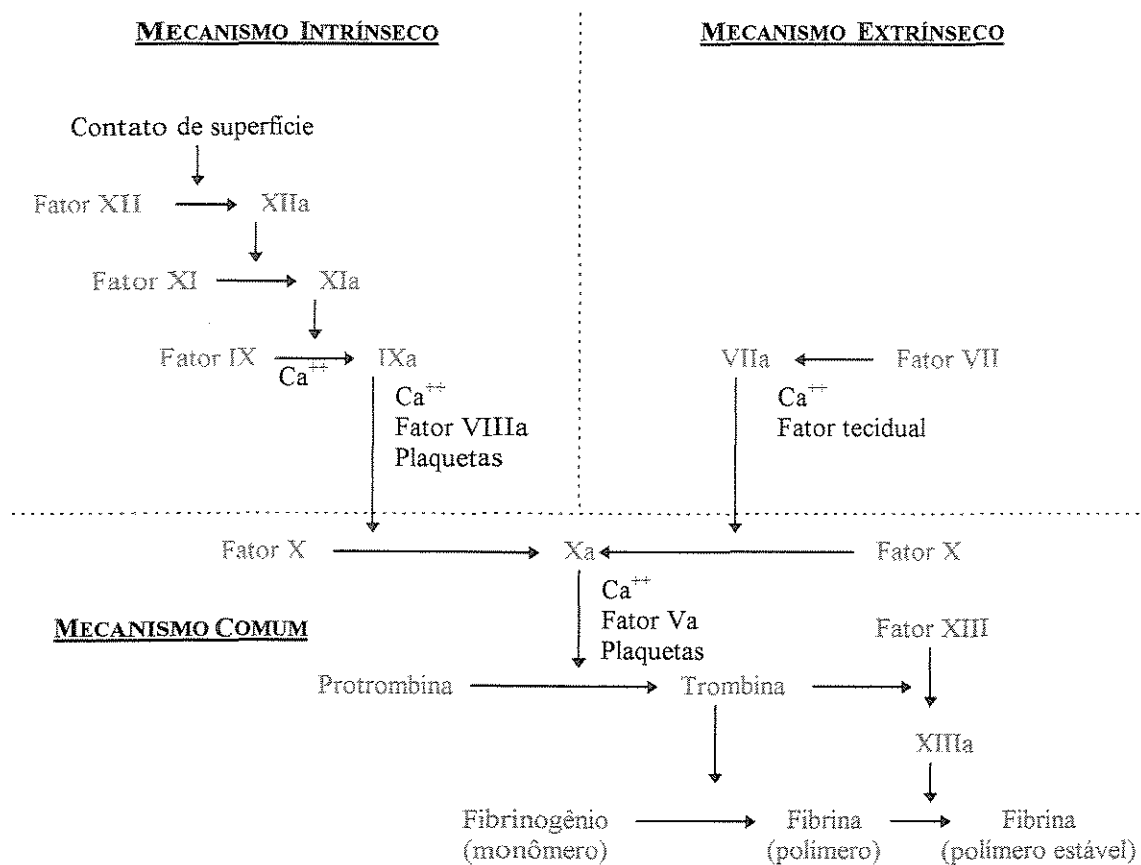 MECANISMO INTRÍNSECO
MECANISMO EXTRÍNSECO
Contato de superfície
Fator XII XIIa
Fator XI XIa
Fator IX IXa
Ca++
Ca++
Fator VIIIa
Plaquetas
VIIa Fator VII
Ca++
Fator tecidual
Fator X Xa Fator X
Ca++
Fator Va
Plaquetas
MECANISMO COMUM
Fator XIII
Protrombina Trombina
XIIIa
Fibrinogênio Fibrina Fibrina
(monômero) (polímero) (polímero estável)